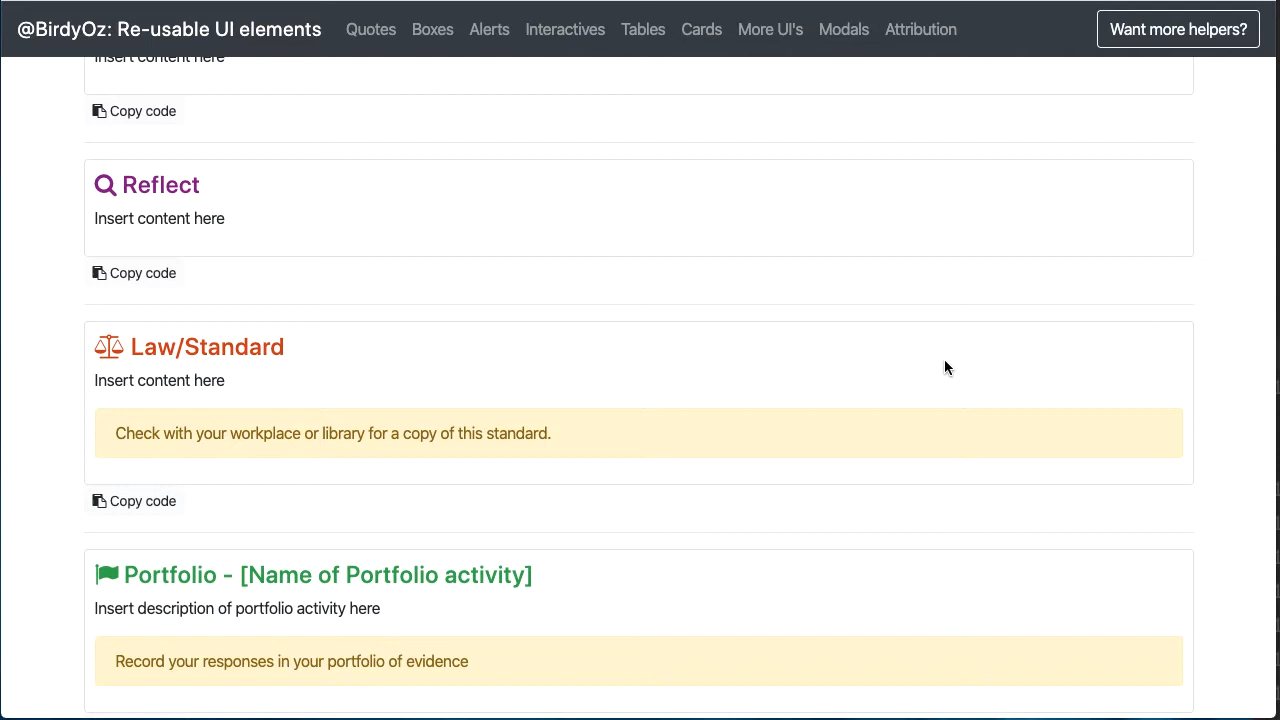 @BirdyOz: Re-usable UI elements Quotes Boxes Alerts Interactives Tables Cards More UI's Modals Attribution Want more helpers?
Insert content here
Copy code
Reflect
Insert content here
Copy code
Law/Standard
Insert content here
Check with your workplace or library for a copy of this standard.
Copy code
Portfolio - [Name of Portfolio activity]
Insert description of portfolio activity here
Record your responses in your portfolio of evidence